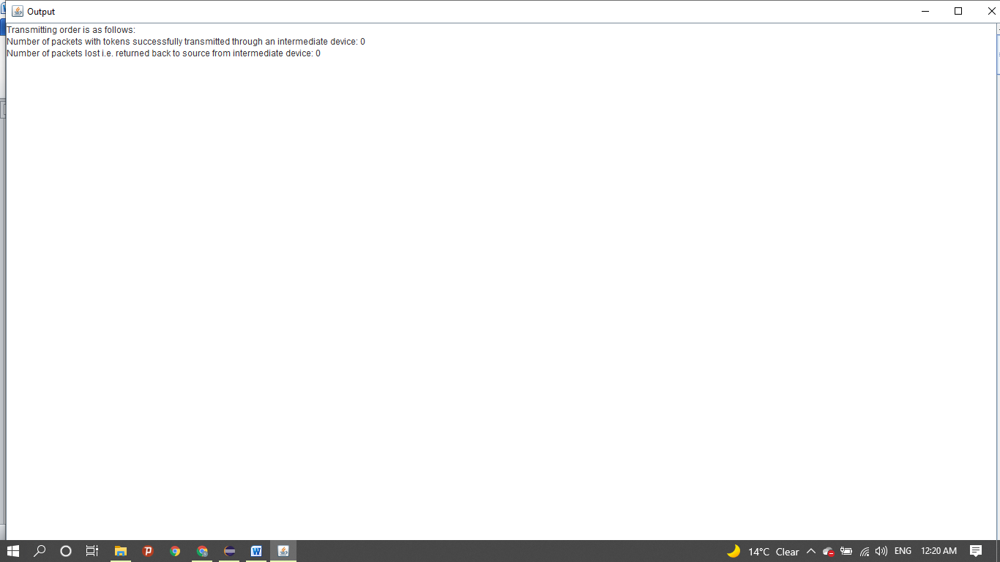 Output
Transmitting order is as follows:
Number of packets with tokens successfully transmitted through an intermediate device: 0
Number of packets lost i.e. returned back to source from intermediate device: 0
14°C Clear
ENG
12:20 AM